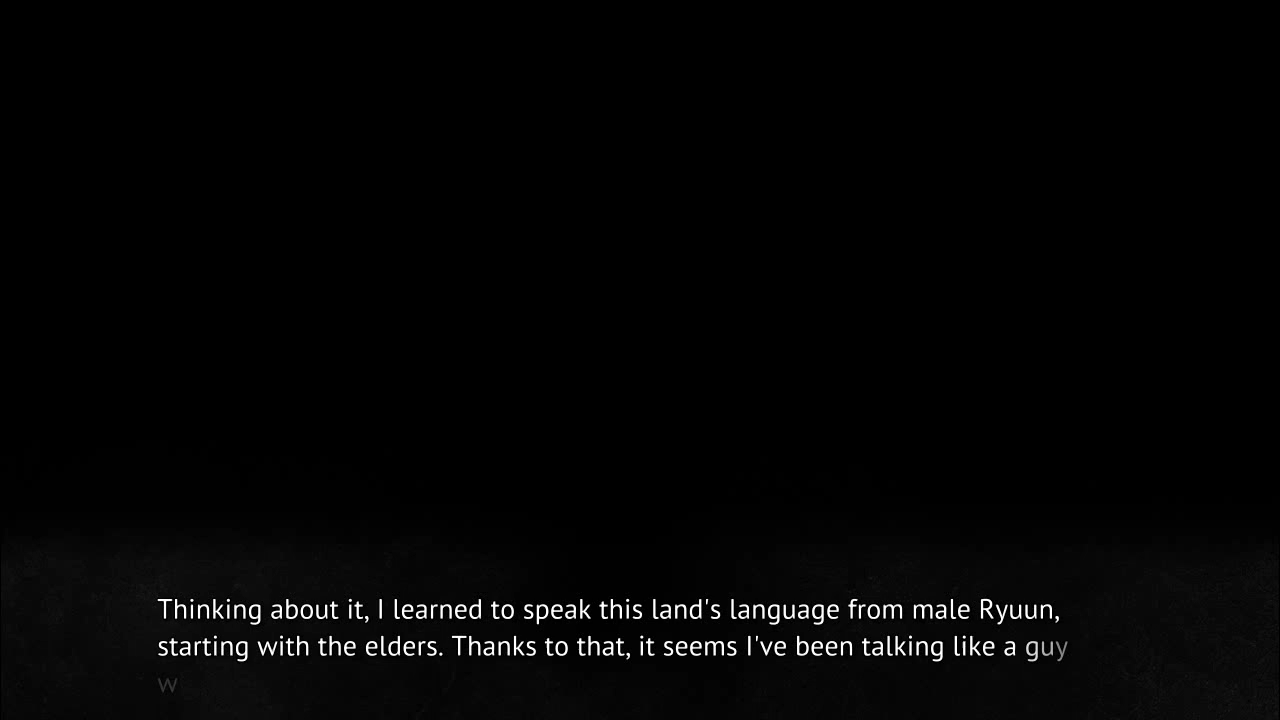 Thinking about it, I learned to speak this land's language from male Ryuun,
starting with the elders. Thanks to that, it seems I've been talking like a guy
w